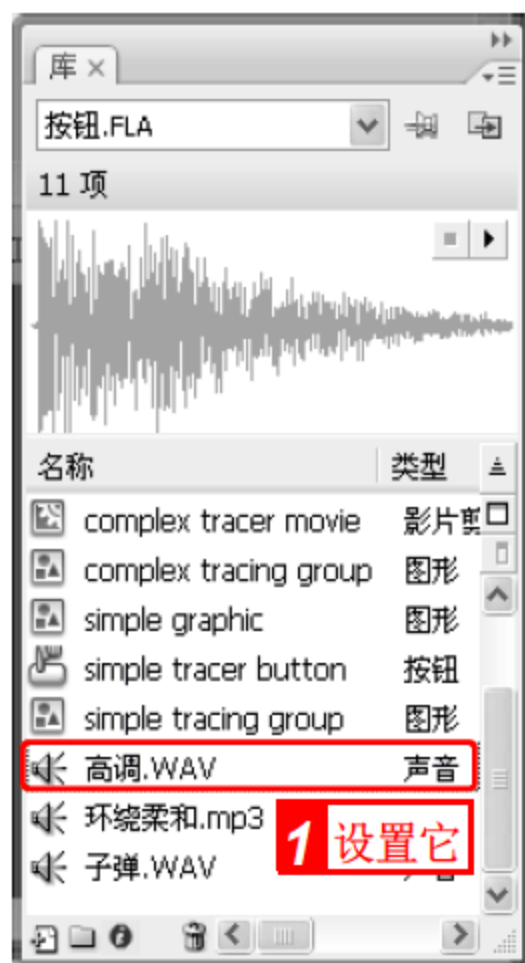 库
按钮.FLA
11 项
名称 类型
complex tracer movie 影片剪
complex tracing group 图形
simple graphic 图形
simple tracer button 按钮
simple tracing group 图形
高调.WAV 声音
环绕柔和.mp3
1 设置它
子弹.WAV